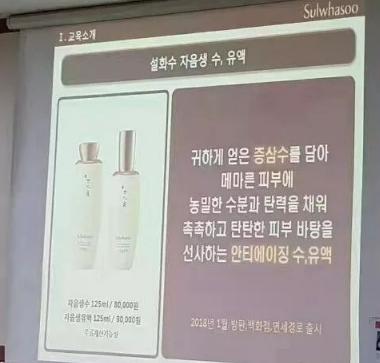 Sulwhasoo
I. 교육소개
설화수 자음생 수, 유액
귀하게 얻은 증삼수를 담아
메마른 피부에
농밀한 수분과 탄력을 채워
촉촉하고 탄탄한 피부 바탕을
선사하는 안티에이징 수,유액
자음생수 125ml / 80,000원
자음생유액 125ml / 90,000원
2018년 1월 방판,백화점,면세경로 출시